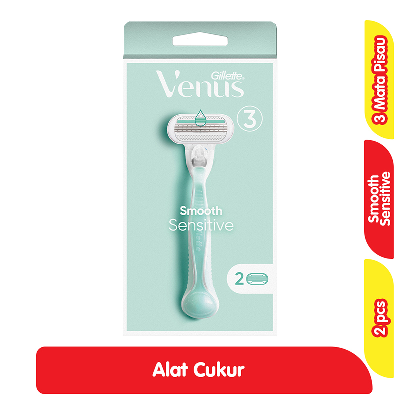 Gillette
Venus
3
Smooth
Sensitive
2
3 Mata Pisau
Smooth
Sensitive
2 pcs
Alat Cukur